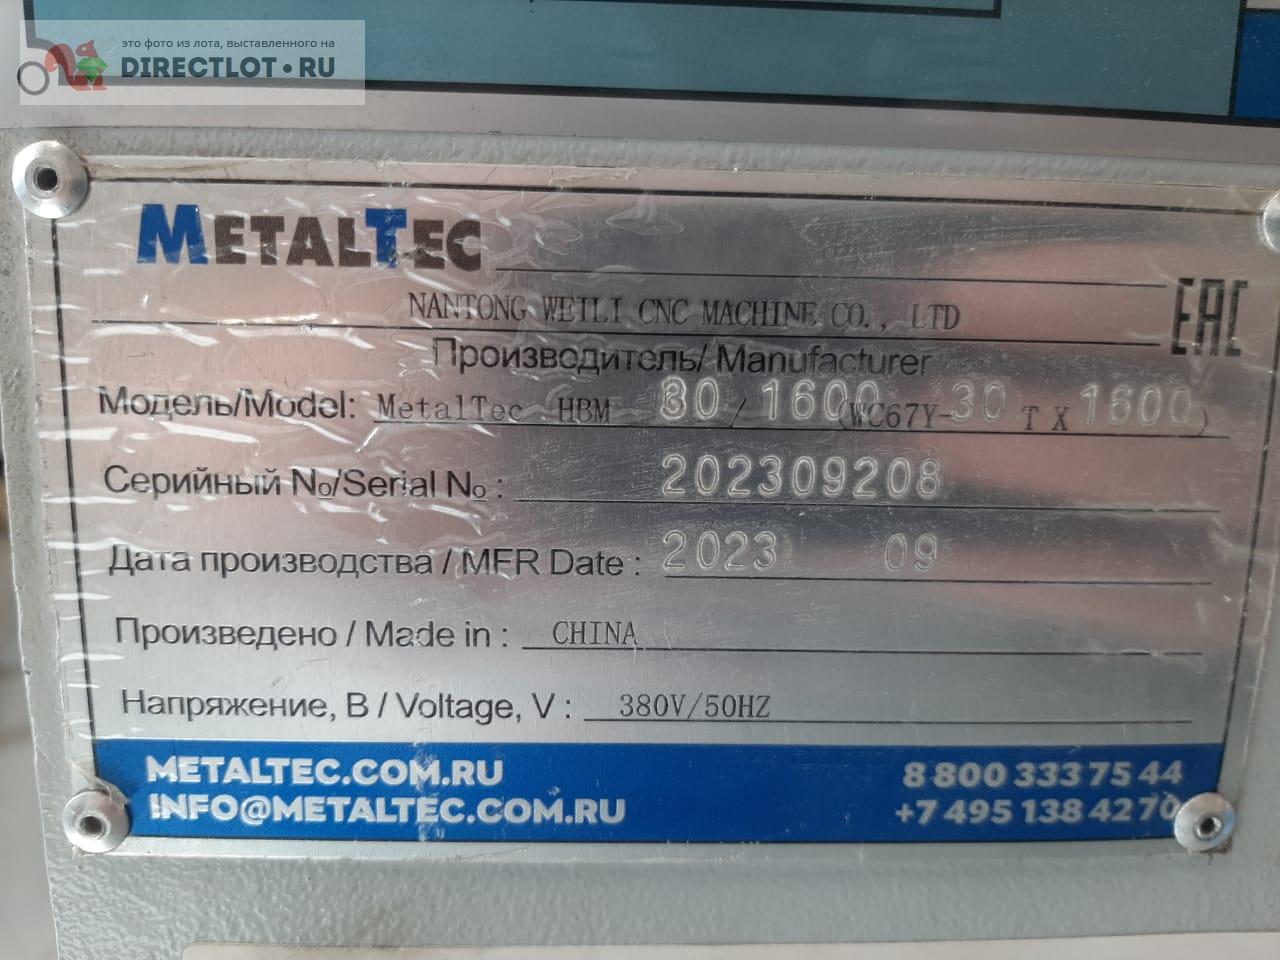 это фото из лота, выставленного на
DIRECTLOT.RU
METALTEC
NANTONG WEILI CNC MACHINE CO., LTD
EAC
Производитель/ Manufacturer
Модель/Model: MetalTec HBM 30 / 1600 (WC67Y-30 T X 1600)
Серийный №/Serial № : 202309208
Дата производства / MFR Date : 2023 09
Произведено / Made in : CHINA
Напряжение, В / Voltage, V : 380V/50HZ
METALTEC.COM.RU
8 800 333 75 44
INFO@METALTEC.COM.RU
+7 495 138 42 70